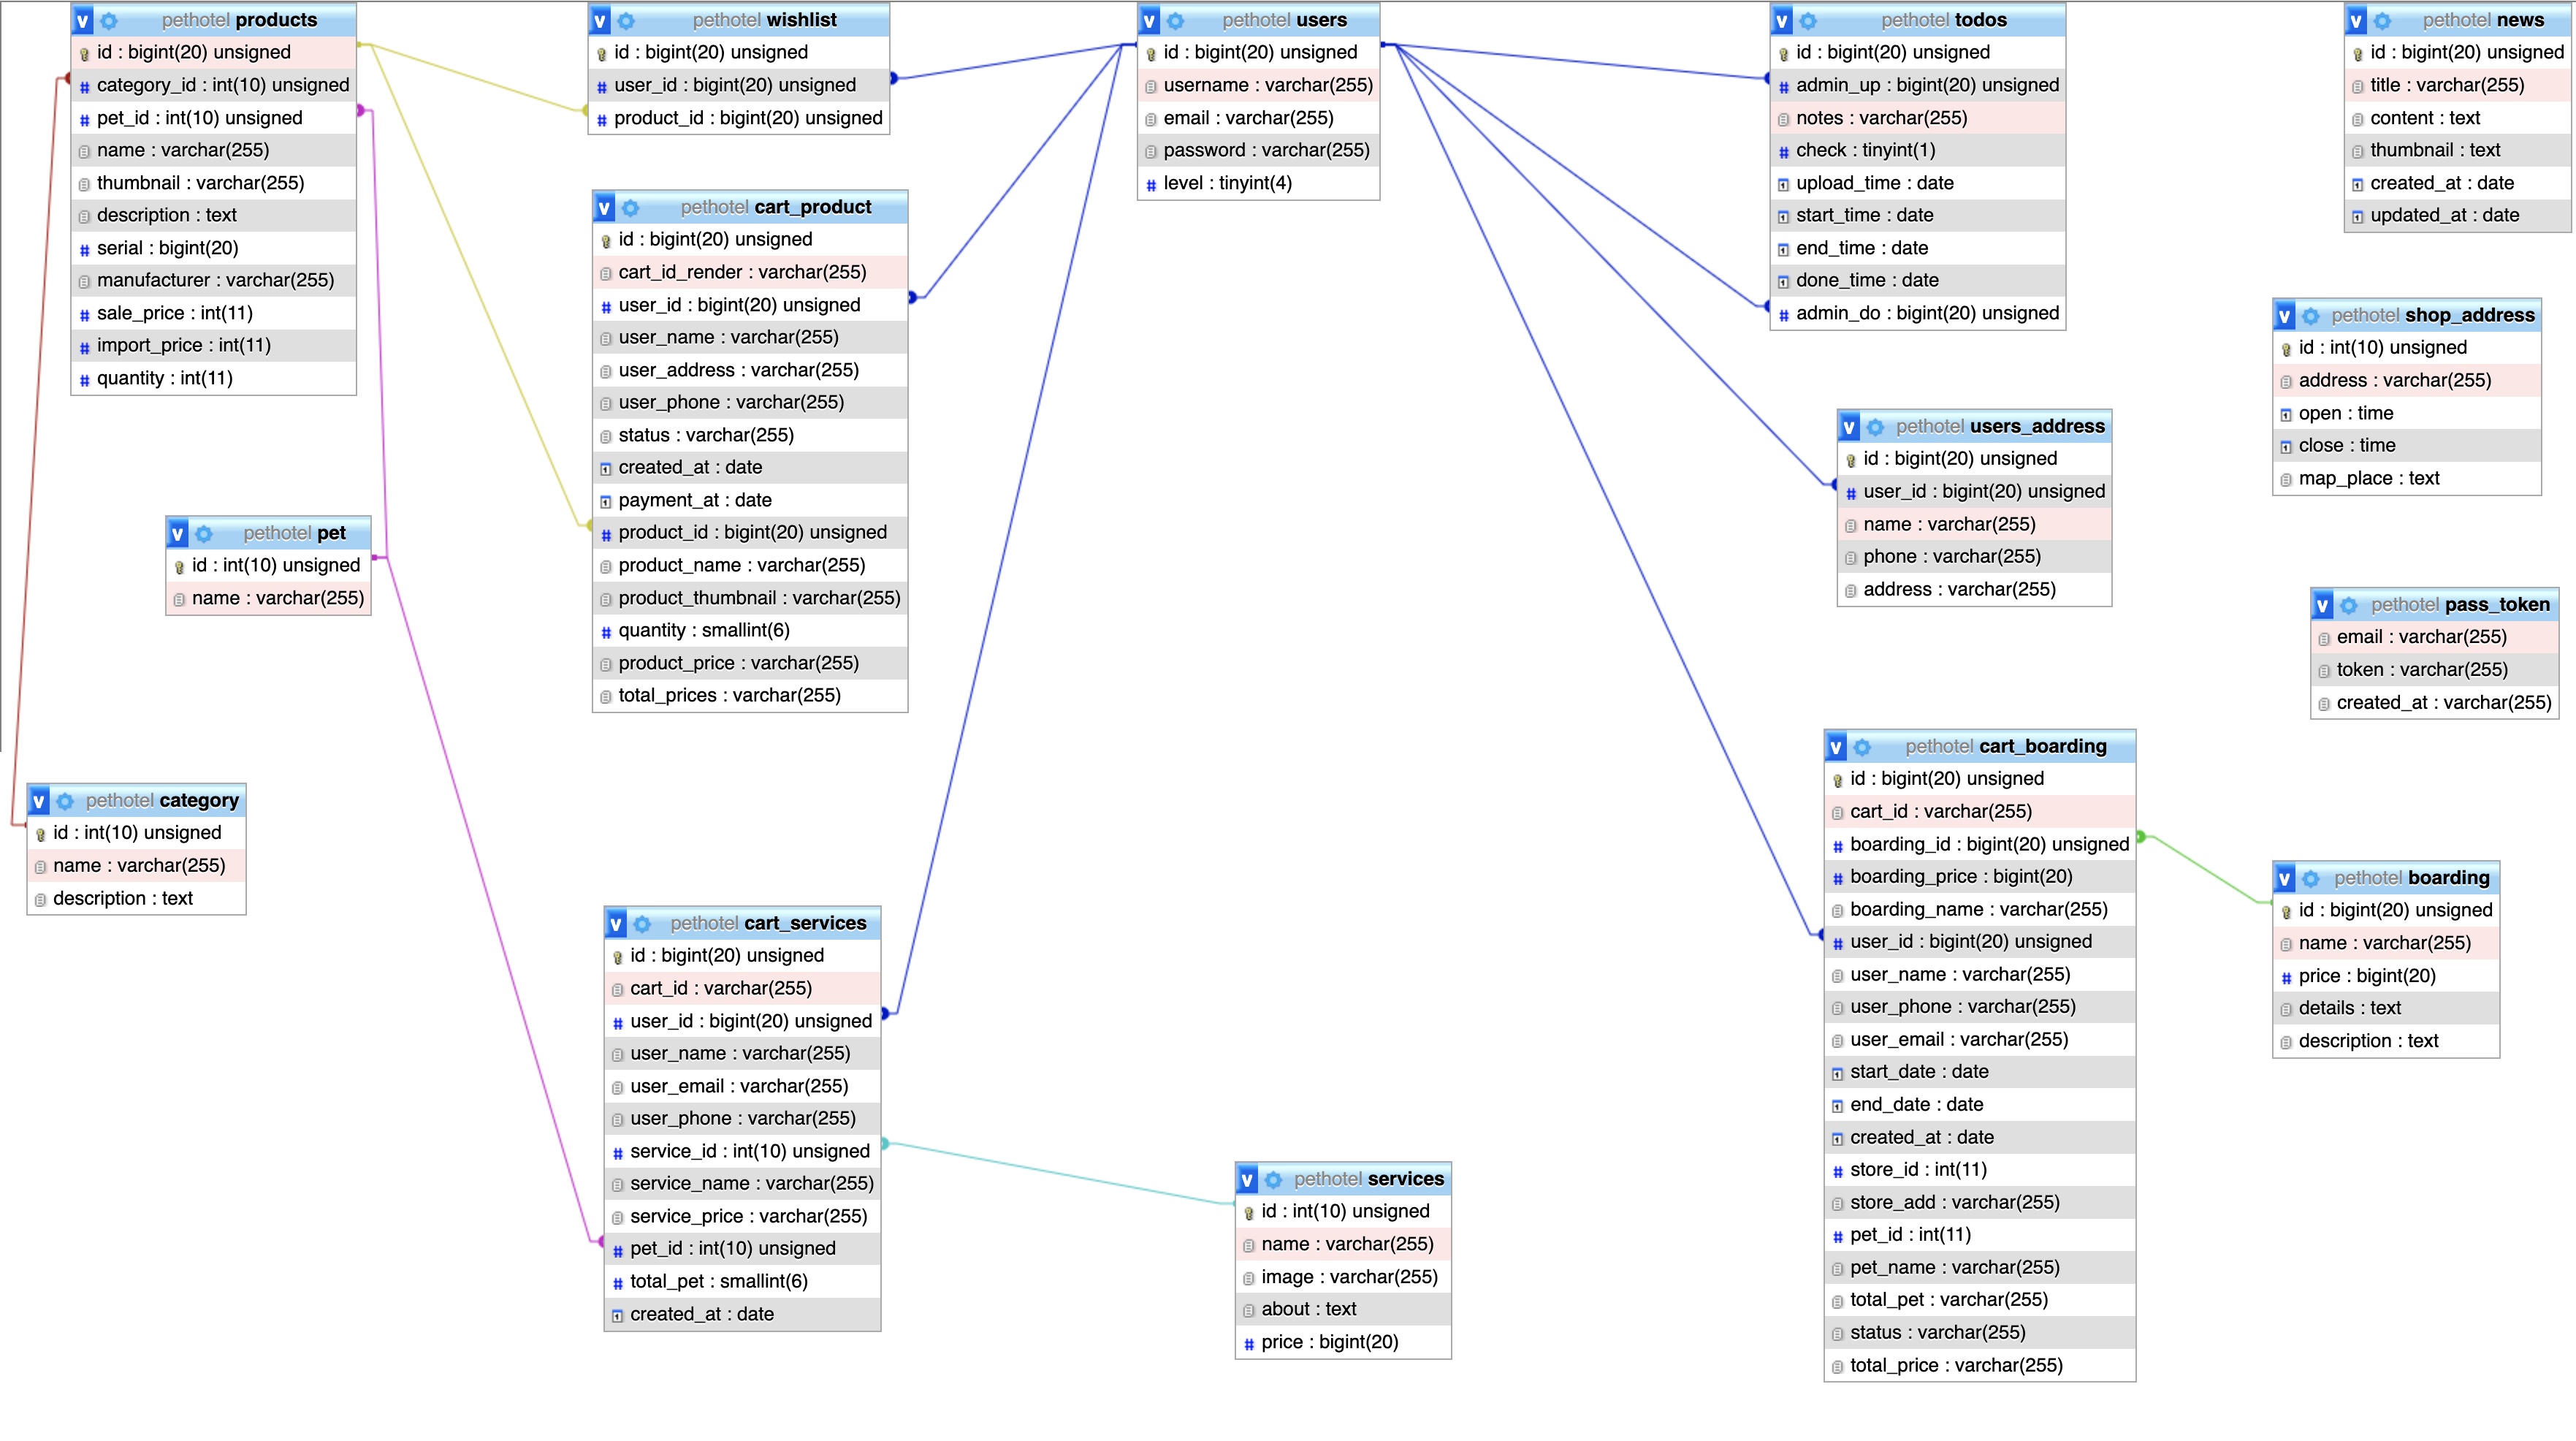 pethotel products
id : bigint(20) unsigned
category_id : int(10) unsigned
pet_id : int(10) unsigned
name : varchar(255)
thumbnail : varchar(255)
description : text
serial : bigint(20)
manufacturer : varchar(255)
sale_price : int(11)
import_price : int(11)
quantity : int(11)
pethotel pet
id : int(10) unsigned
name : varchar(255)
pethotel category
id : int(10) unsigned
name : varchar(255)
description : text
pethotel wishlist
id : bigint(20) unsigned
user_id : bigint(20) unsigned
product_id : bigint(20) unsigned
pethotel cart_product
id : bigint(20) unsigned
cart_id_render : varchar(255)
user_id : bigint(20) unsigned
user_name : varchar(255)
user_address : varchar(255)
user_phone : varchar(255)
status : varchar(255)
created_at : date
payment_at : date
product_id : bigint(20) unsigned
product_name : varchar(255)
product_thumbnail : varchar(255)
quantity : smallint(6)
product_price : varchar(255)
total_prices : varchar(255)
pethotel cart_services
id : bigint(20) unsigned
cart_id : varchar(255)
user_id : bigint(20) unsigned
user_name : varchar(255)
user_email : varchar(255)
user_phone : varchar(255)
service_id : int(10) unsigned
service_name : varchar(255)
service_price : varchar(255)
pet_id : int(10) unsigned
total_pet : smallint(6)
created_at : date
pethotel users
id : bigint(20) unsigned
username : varchar(255)
email : varchar(255)
password : varchar(255)
level : tinyint(4)
pethotel services
id : int(10) unsigned
name : varchar(255)
image : varchar(255)
about : text
price : bigint(20)
pethotel todos
id : bigint(20) unsigned
admin_up : bigint(20) unsigned
notes : varchar(255)
check : tinyint(1)
upload_time : date
start_time : date
end_time : date
done_time : date
admin_do : bigint(20) unsigned
pethotel users_address
id : bigint(20) unsigned
user_id : bigint(20) unsigned
name : varchar(255)
phone : varchar(255)
address : varchar(255)
pethotel cart_boarding
id : bigint(20) unsigned
cart_id : varchar(255)
boarding_id : bigint(20) unsigned
boarding_price : bigint(20)
boarding_name : varchar(255)
user_id : bigint(20) unsigned
user_name : varchar(255)
user_phone : varchar(255)
user_email : varchar(255)
start_date : date
end_date : date
created_at : date
store_id : int(11)
store_add : varchar(255)
pet_id : int(11)
pet_name : varchar(255)
total_pet : varchar(255)
status : varchar(255)
total_price : varchar(255)
pethotel news
id : bigint(20) unsigned
title : varchar(255)
content : text
thumbnail : text
created_at : date
updated_at : date
pethotel shop_address
id : int(10) unsigned
address : varchar(255)
open : time
close : time
map_place : text
pethotel pass_token
email : varchar(255)
token : varchar(255)
created_at : varchar(255)
pethotel boarding
id : bigint(20) unsigned
name : varchar(255)
price : bigint(20)
details : text
description : text